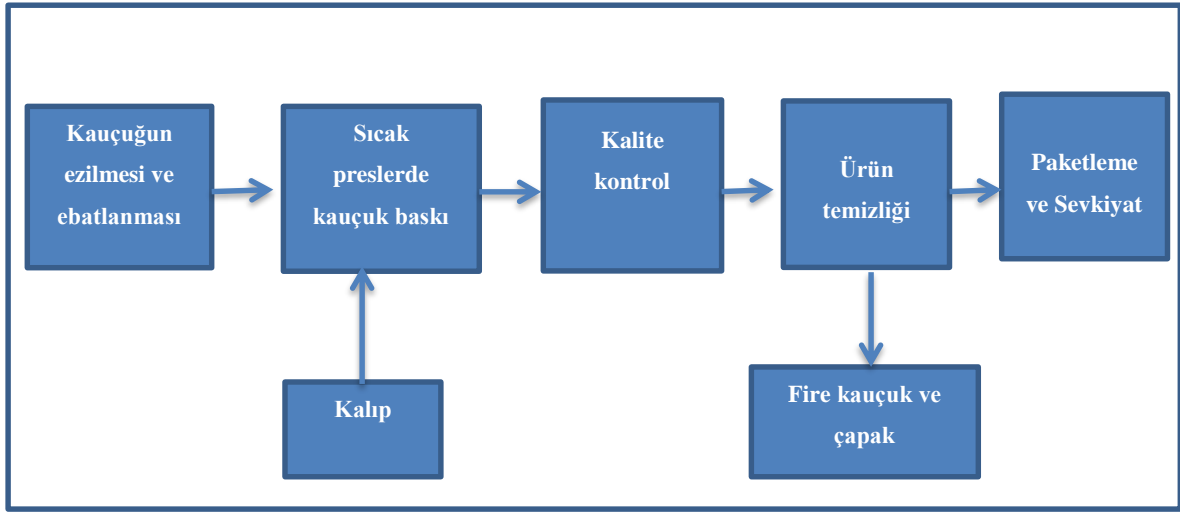 Kauçuğun
ezilmesi ve
ebatlanması
Sıcak
preslerde
kauçuk baskı
Kalite
kontrol
Ürün
temizliği
Paketleme
ve Sevkiyat
Kalıp
Fire kauçuk ve
çapak